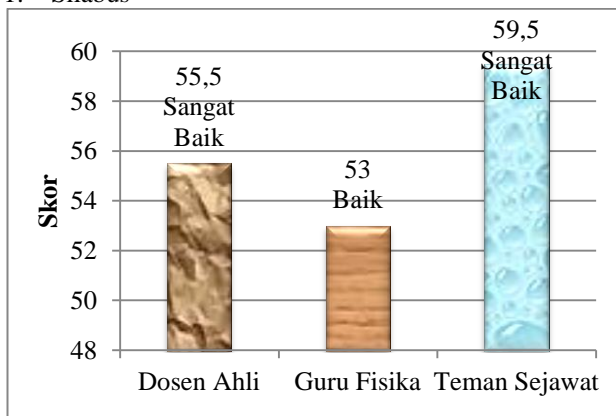 1. Silabus
60
58
56
54
52
50
48
Skor
55,5
Sangat
Baik
53
Baik
59,5
Sangat
Baik
Dosen Ahli
Guru Fisika
Teman Sejawat